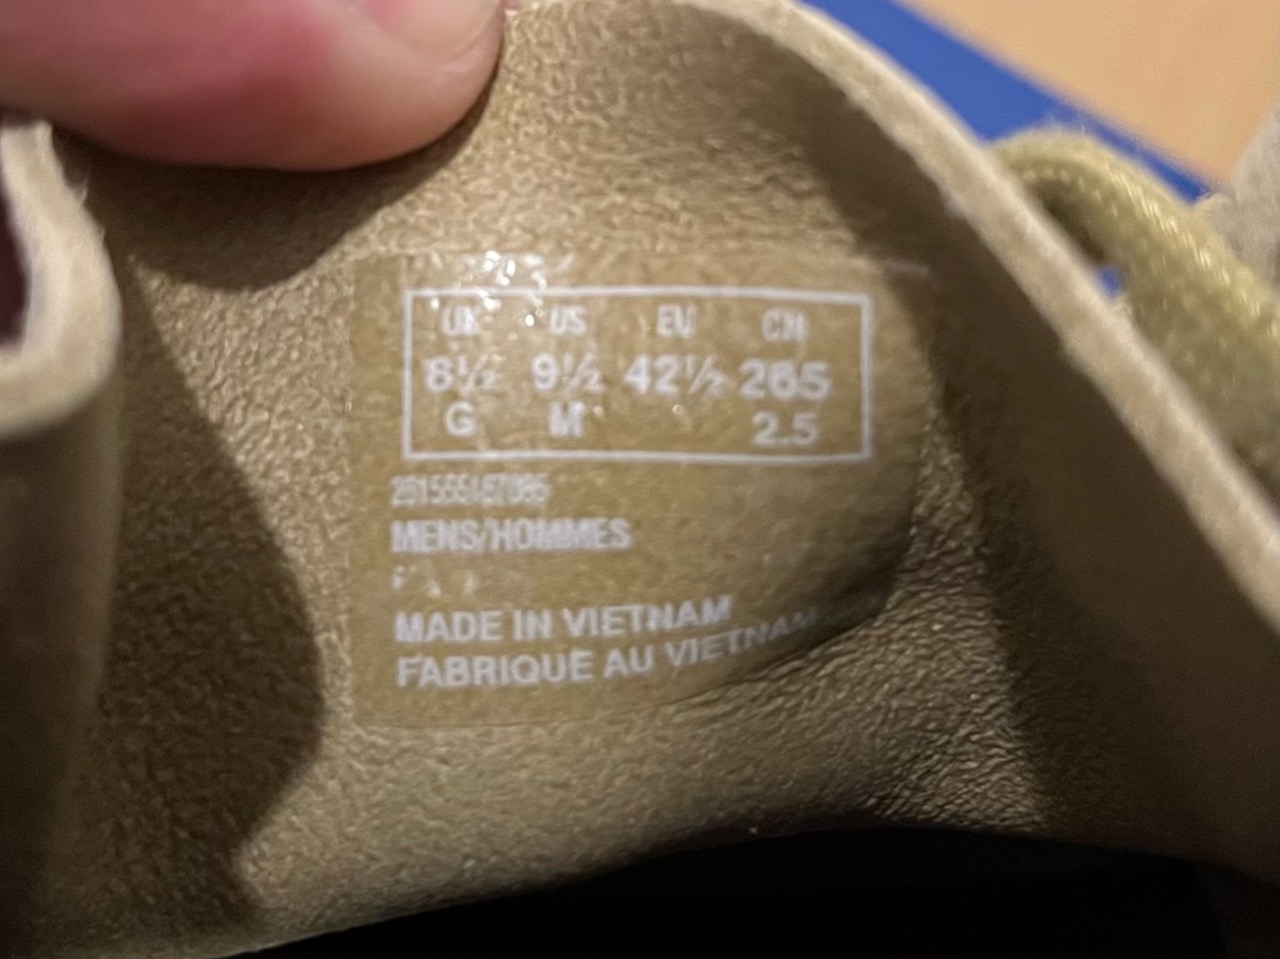 UK US EU CN
8½ 9½ 42½ 265
G M 2.5
MENS/HOMMES
MADE IN VIETNAM
FABRIQUE AU VIETNAM